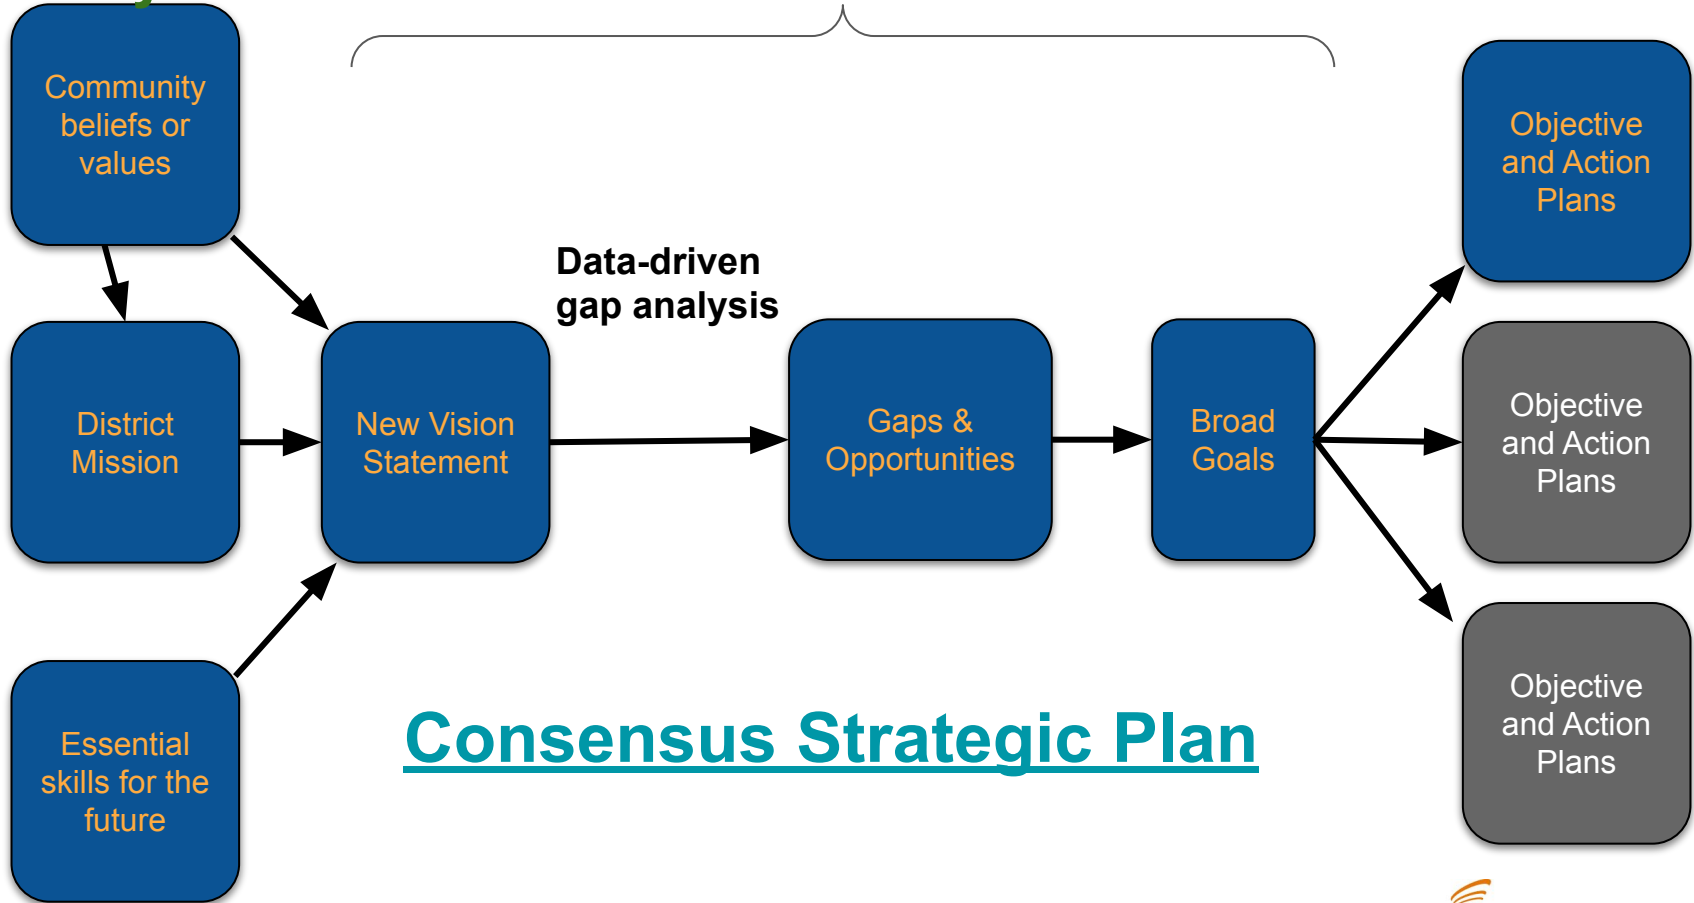 Community
beliefs or
values
District
Mission
Essential
skills for the
future
New Vision
Statement
Data-driven
gap analysis
Gaps &
Opportunities
Broad
Goals
Objective
and Action
Plans
Objective
and Action
Plans
Objective
and Action
Plans
Consensus Strategic Plan